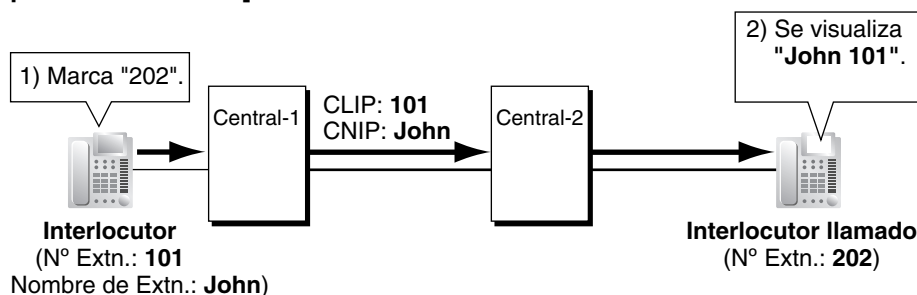 1) Marca "202".
Central-1
CLIP: 101
CNIP: John
Central-2
2) Se visualiza
"John 101".
Interlocutor
(Nº Extn.: 101
Nombre de Extn.: John)
Interlocutor llamado
(Nº Extn.: 202)